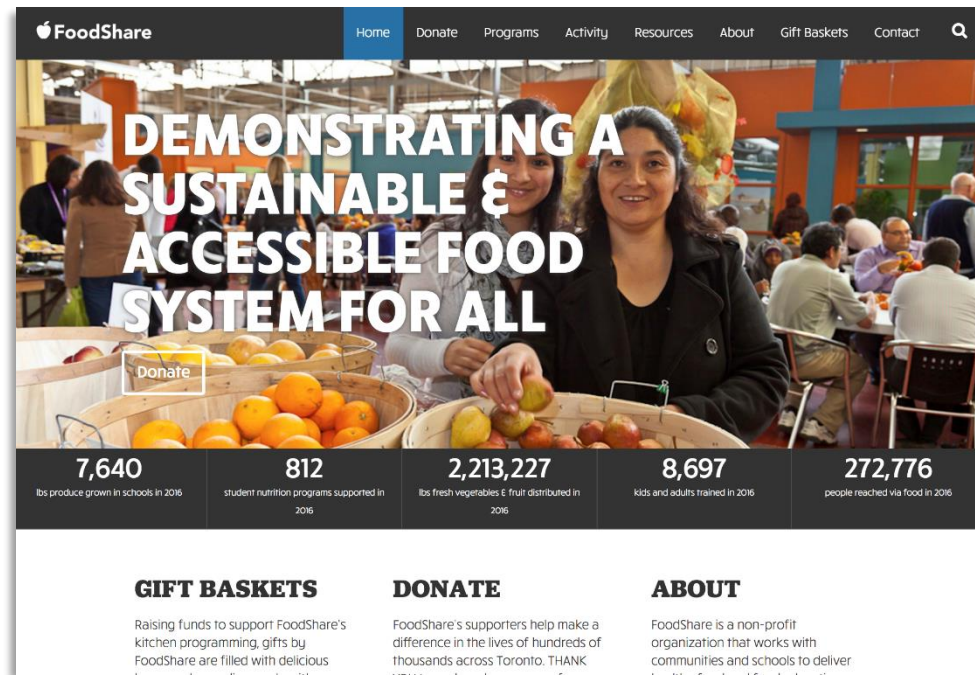 FoodShare
Home Donate Programs Activity Resources About Gift Baskets Contact
DEMONSTRATING A
SUSTAINABLE &
ACCESSIBLE FOOD
SYSTEM FOR ALL
Donate
7,640
lbs produce grown in schools in 2016
812
student nutrition programs supported in
2016
2,213,227
lbs fresh vegetables & fruit distributed in
2016
8,697
kids and adults trained in 2016
272,776
people reached via food in 2016
GIFT BASKETS
Raising funds to support FoodShare's
kitchen programming, gifts by
FoodShare are filled with delicious
DONATE
FoodShare's supporters help make a
difference in the lives of hundreds of
thousands across Toronto. THANK
ABOUT
FoodShare is a non-profit
organization that works with
communities and schools to deliver